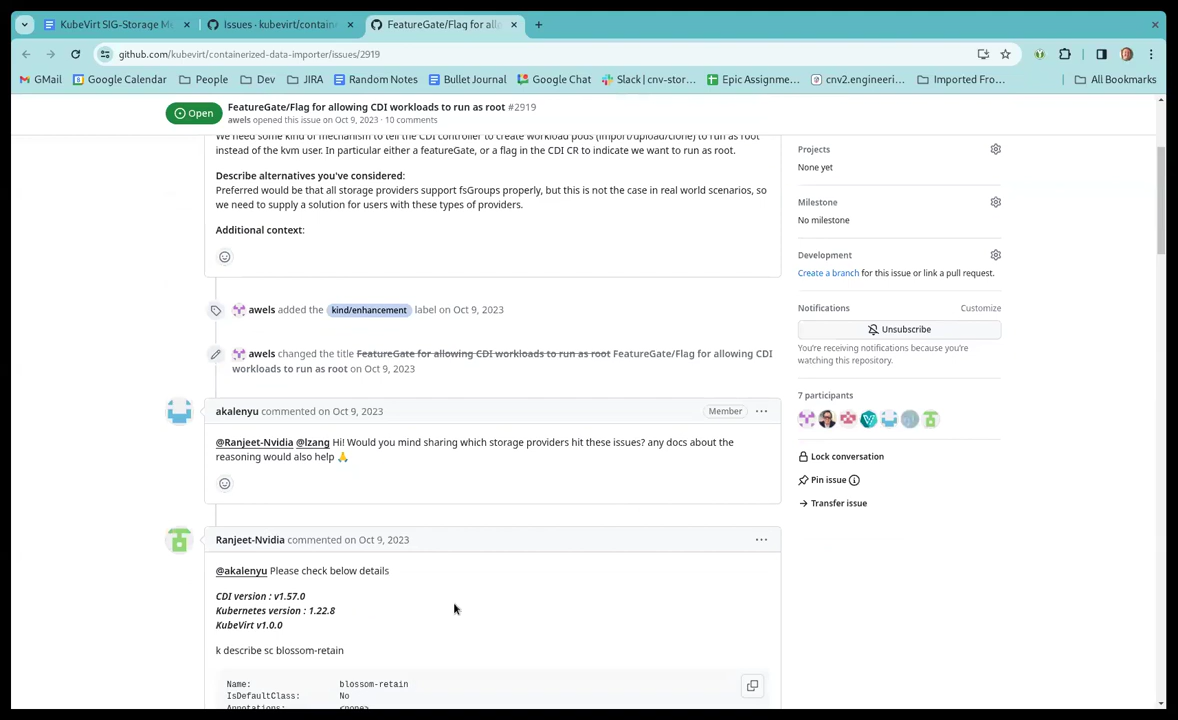 KubeVirt SIG-Storage M
Issues · kubevirt/contain
FeatureGate/Flag for all
github.com/kubevirt/containerized-data-importer/issues/2919
GMail
Google Calendar
People
Dev
JIRA
Random Notes
Bullet Journal
Google Chat
Slack | cnv-stor...
Epic Assignme...
cnv2.engineeri...
Imported Fro...
All Bookmarks
Open
FeatureGate/Flag for allowing CDI workloads to run as root #2919
awels opened this issue on Oct 9, 2023 · 10 comments
We need some kind of mechanism to tell the CDI controller to create workload pods (import/upload/clone) to run as root
instead of the kvm user. In particular either a featureGate, or a flag in the CDI CR to indicate we want to run as root.
Describe alternatives you've considered:
Preferred would be that all storage providers support fsGroups properly, but this is not the case in real world scenarios, so
we need to supply a solution for users with these types of providers.
Additional context:
awels added the kind/enhancement label on Oct 9, 2023
awels changed the title FeatureGate for allowing CDI workloads to run as root FeatureGate/Flag for allowing CDI
workloads to run as root on Oct 9, 2023
akalenyu commented on Oct 9, 2023
Member
@Ranjeet-Nvidia @lzang Hi! Would you mind sharing which storage providers hit these issues? any docs about the
reasoning would also help 🙏
Ranjeet-Nvidia commented on Oct 9, 2023
@akalenyu Please check below details
CDI version : v1.57.0
Kubernetes version : 1.22.8
KubeVirt v1.0.0
k describe sc blossom-retain
Name: blossom-retain
IsDefaultClass: No
Annotations: <none>
Projects
None yet
Milestone
No milestone
Development
Create a branch for this issue or link a pull request.
Notifications
Customize
Unsubscribe
You're receiving notifications because you're
watching this repository.
7 participants
Lock conversation
Pin issue
Transfer issue